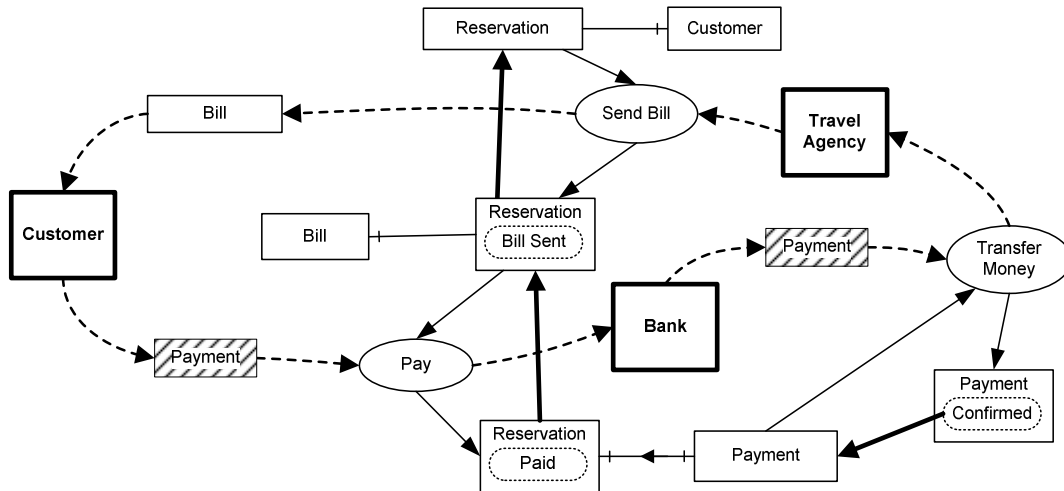 Reservation
Customer
Bill
Send Bill
Travel
Agency
Customer
Bill
Reservation
Bill Sent
Payment
Transfer
Money
Bank
Payment
Pay
Payment
Confirmed
Reservation
Paid
Payment